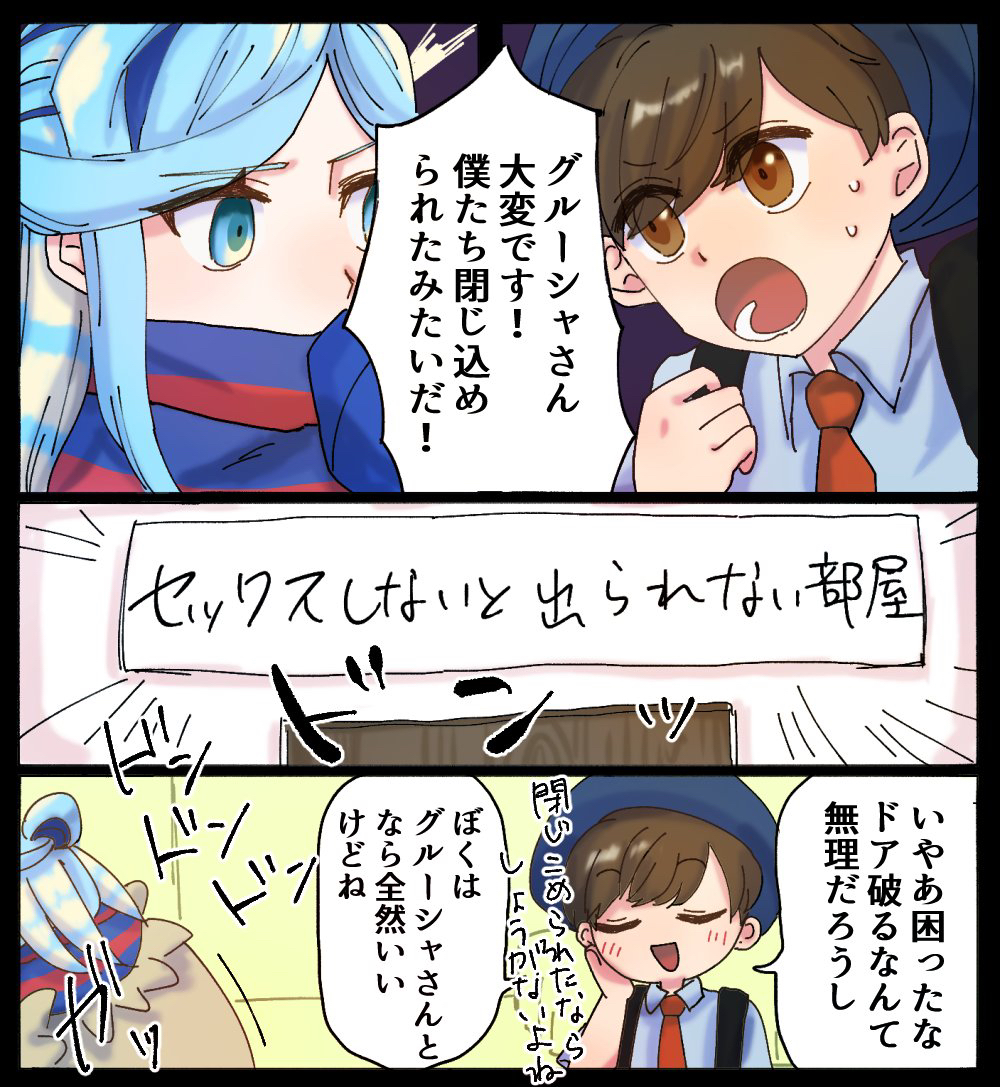 グルーシャさん
大変です！
僕たち閉じ込め
られたみたいだ！
セックスしないと出られない部屋
ドンッ
いやあ困ったな
ドア破るなんて
無理だろうし
閉じこめられたなら
しょうがないよね
ぼくは
グルーシャさんと
なら全然いい
けどね
ドンドンドン
ガッ